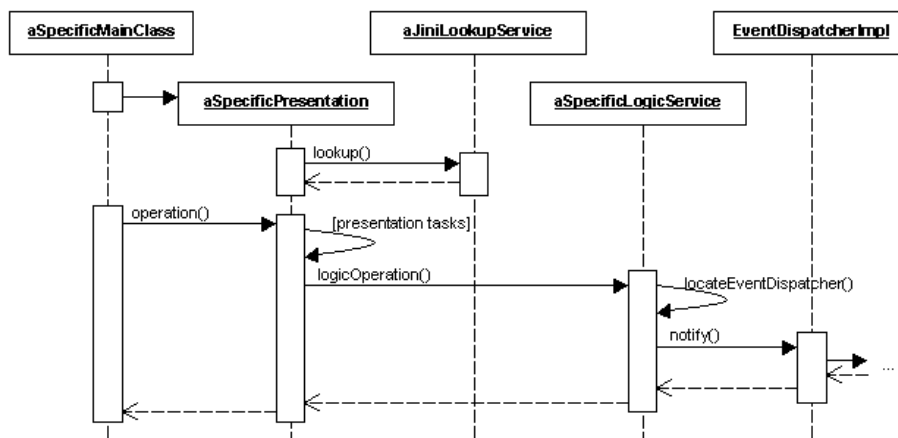 aSpecificMainClass
aJiniLookupService
EventDispatcherImpl
aSpecificPresentation
aSpecificLogicService
lookup()
operation()
[presentation tasks]
logicOperation()
locateEventDispatcher()
notify()
...